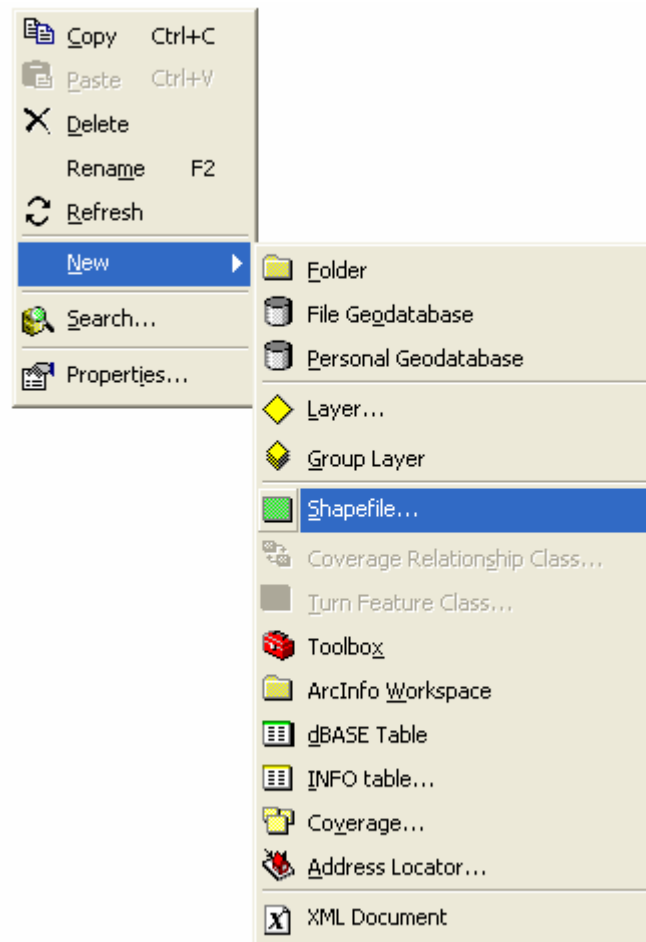 Copy Ctrl+C
Paste Ctrl+V
Delete
Rename F2
Refresh
New
Search...
Properties...
Folder
File Geodatabase
Personal Geodatabase
Layer...
Group Layer
Shapefile...
Coverage Relationship Class...
Turn Feature Class...
Toolbox
ArcInfo Workspace
dBASE Table
INFO table...
Coverage...
Address Locator...
XML Document